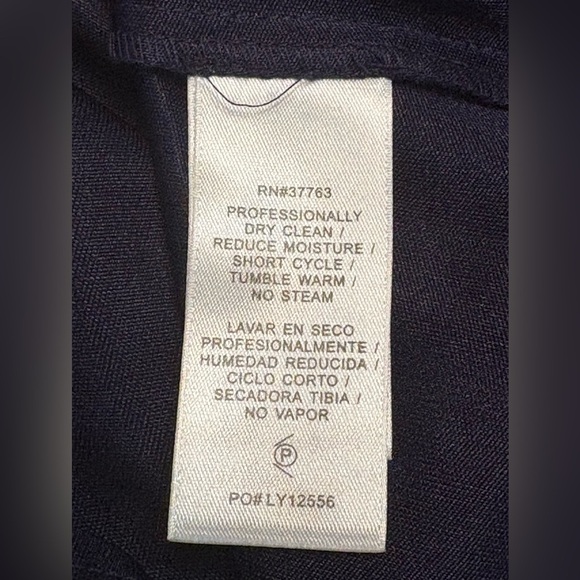 RN#37763
PROFESSIONALLY
DRY CLEAN /
REDUCE MOISTURE /
SHORT CYCLE /
TUMBLE WARM /
NO STEAM
LAVAR EN SECO
PROFESIONALMENTE /
HUMEDAD REDUCIDA /
CICLO CORTO /
SECADORA TIBIA /
NO VAPOR
P
PO# LY12556